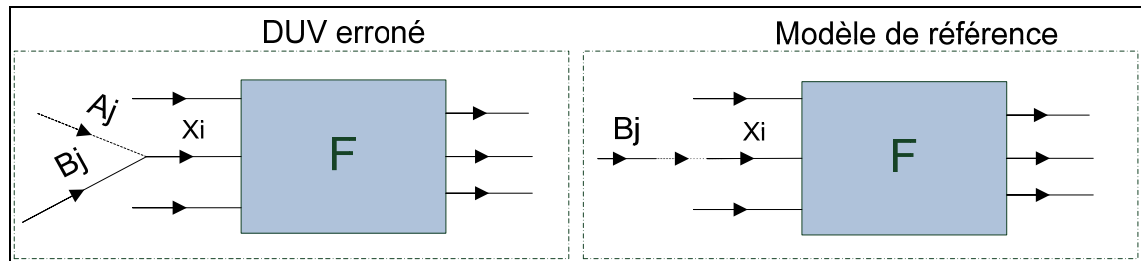 DUV erroné
Aj
Bj
Xi
F
Modèle de référence
Bj
Xi
F